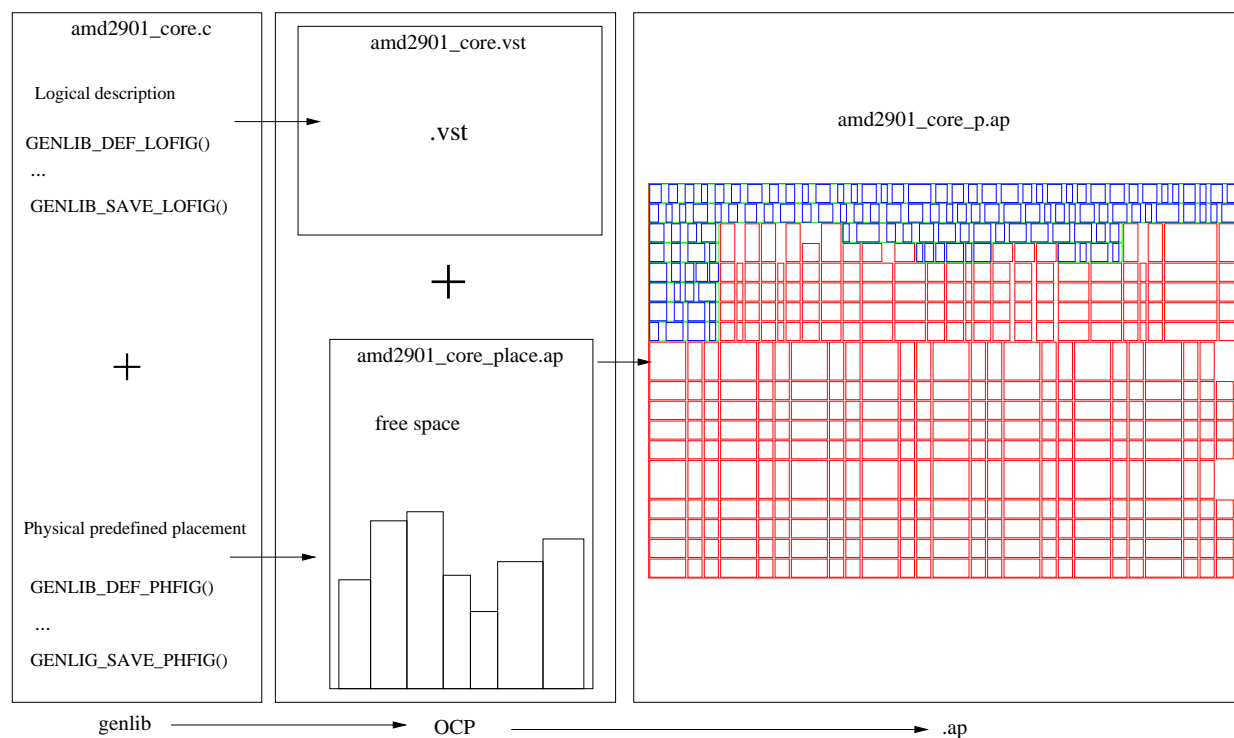 amd2901_core.c
Logical description
GENLIB_DEF_LOFIG()
...
GENLIB_SAVE_LOFIG()
+
Physical predefined placement
GENLIB_DEF_PHFIG()
...
GENLIG_SAVE_PHFIG()
amd2901_core.vst
.vst
+
amd2901_core_place.ap
free space
amd2901_core_p.ap
genlib
OCP
.ap